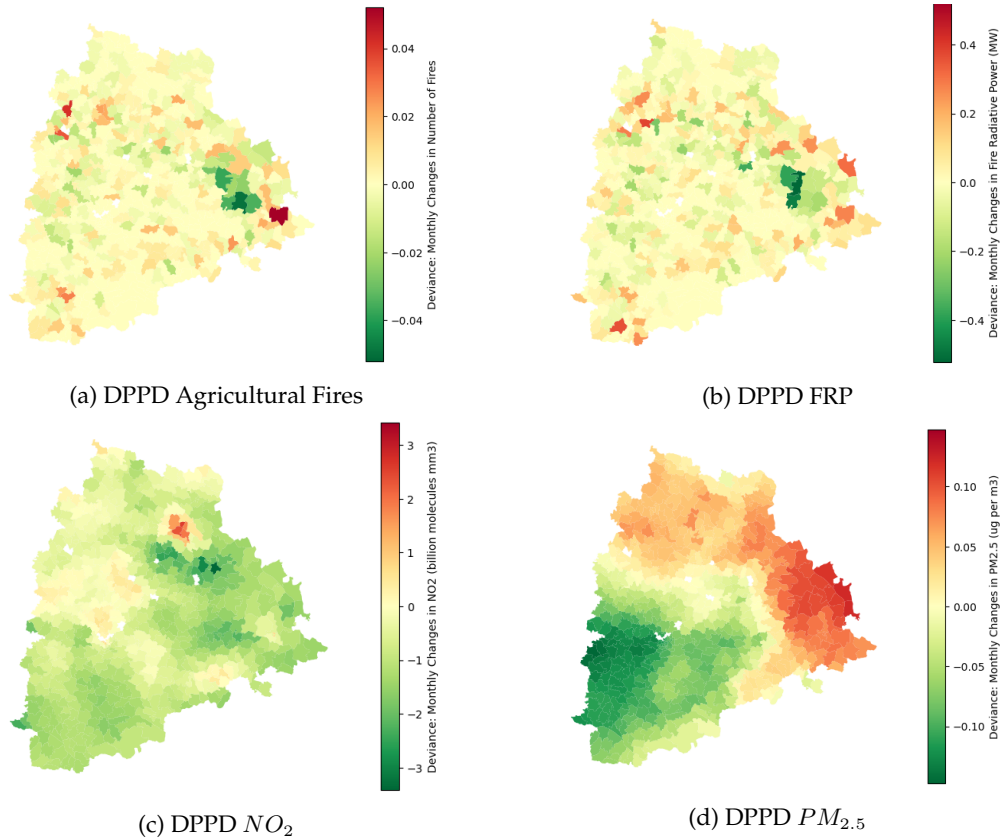 0.04
0.02
0.00
−0.02
−0.04
Deviance: Monthly Changes in Number of Fires
(a) DPPD Agricultural Fires
0.4
0.2
0.0
−0.2
−0.4
Deviance: Monthly Changes in Fire Radiative Power (MW)
(b) DPPD FRP
3
2
1
0
−1
−2
−3
Deviance: Monthly Changes in NO2 (billion molecules mm3)
(c) DPPD NO₂
0.10
0.05
0.00
−0.05
−0.10
Deviance: Monthly Changes in PM2.5 (ug per m3)
(d) DPPD PM₂.₅